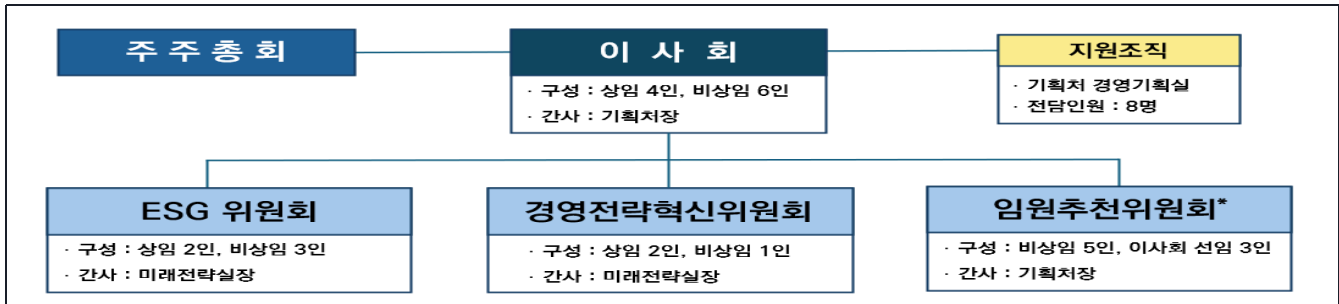 주 주 총 회
이 사 회
· 구성 : 상임 4인, 비상임 6인
· 간사 : 기획처장
지원조직
· 기획처 경영기획실
· 전담인원 : 8명
ESG 위원회
· 구성 : 상임 2인, 비상임 3인
· 간사 : 미래전략실장
경영전략혁신위원회
· 구성 : 상임 2인, 비상임 1인
· 간사 : 미래전략실장
임원추천위원회*
· 구성 : 비상임 5인, 이사회 선임 3인
· 간사 : 기획처장